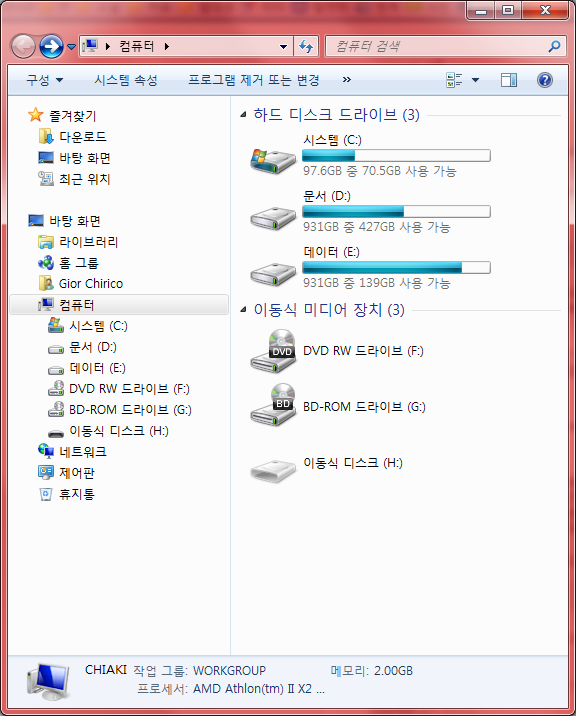 컴퓨터
컴퓨터 검색
구성
시스템 속성
프로그램 제거 또는 변경
»
즐겨찾기
다운로드
바탕 화면
최근 위치
바탕 화면
라이브러리
홈 그룹
Gior Chirico
컴퓨터
시스템 (C:)
문서 (D:)
데이터 (E:)
DVD RW 드라이브 (F:)
BD-ROM 드라이브 (G:)
이동식 디스크 (H:)
네트워크
제어판
휴지통
하드 디스크 드라이브 (3)
시스템 (C:)
97.6GB 중 70.5GB 사용 가능
문서 (D:)
931GB 중 427GB 사용 가능
데이터 (E:)
931GB 중 139GB 사용 가능
이동식 미디어 장치 (3)
DVD
DVD RW 드라이브 (F:)
BD
BD-ROM 드라이브 (G:)
이동식 디스크 (H:)
CHIAKI 작업 그룹: WORKGROUP 메모리: 2.00GB
프로세서: AMD Athlon(tm) II X2 ...